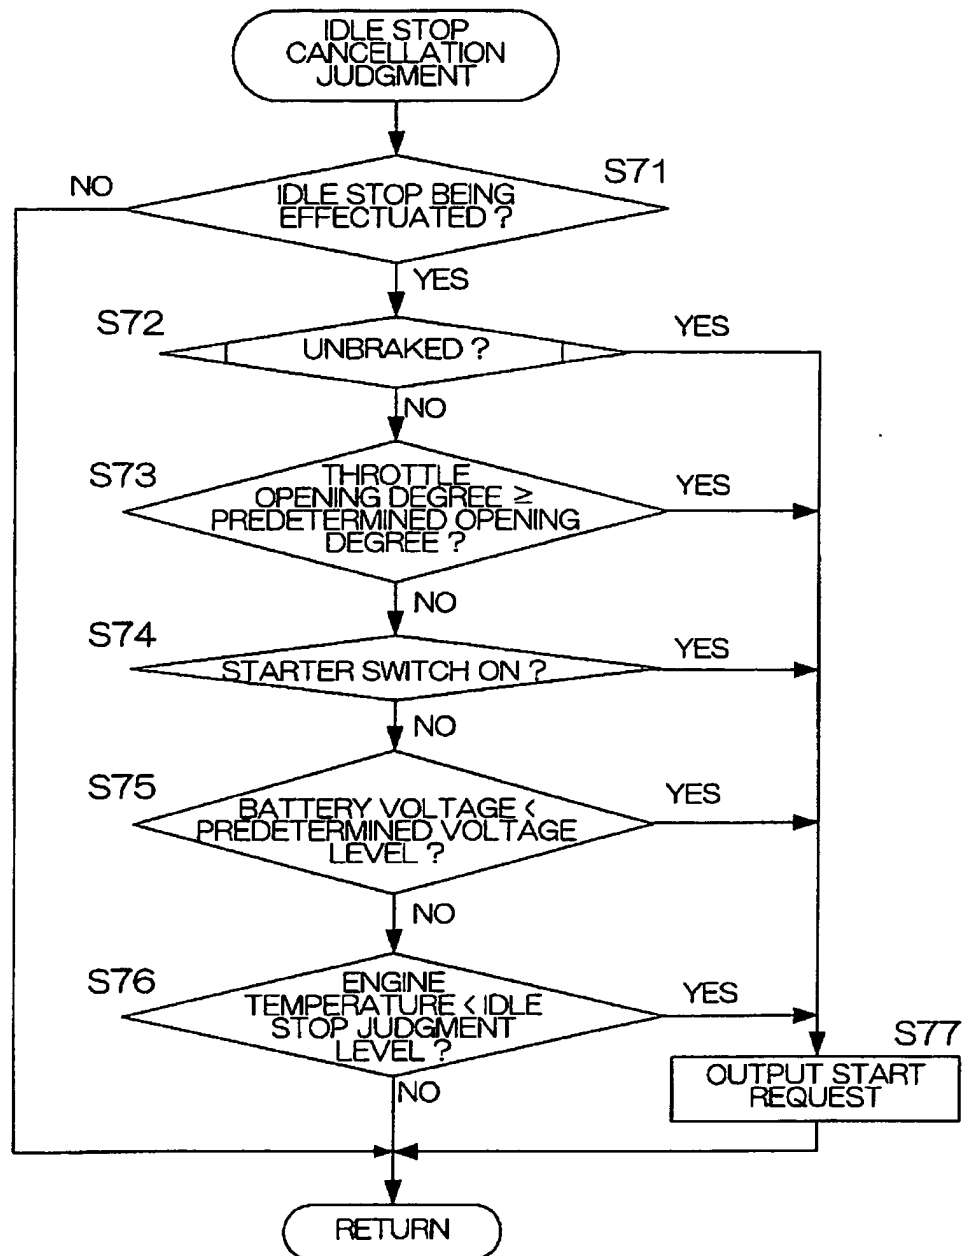 IDLE STOP
CANCELLATION
JUDGMENT
S71
NO
IDLE STOP BEING
EFFECTUATED ?
YES
S72
UNBRAKED ?
YES
NO
S73
THROTTLE
OPENING DEGREE ≥
PREDETERMINED OPENING
DEGREE ?
YES
NO
S74
STARTER SWITCH ON ?
YES
NO
S75
BATTERY VOLTAGE <
PREDETERMINED VOLTAGE
LEVEL ?
YES
NO
S76
ENGINE
TEMPERATURE < IDLE
STOP JUDGMENT
LEVEL ?
YES
NO
S77
OUTPUT START
REQUEST
RETURN